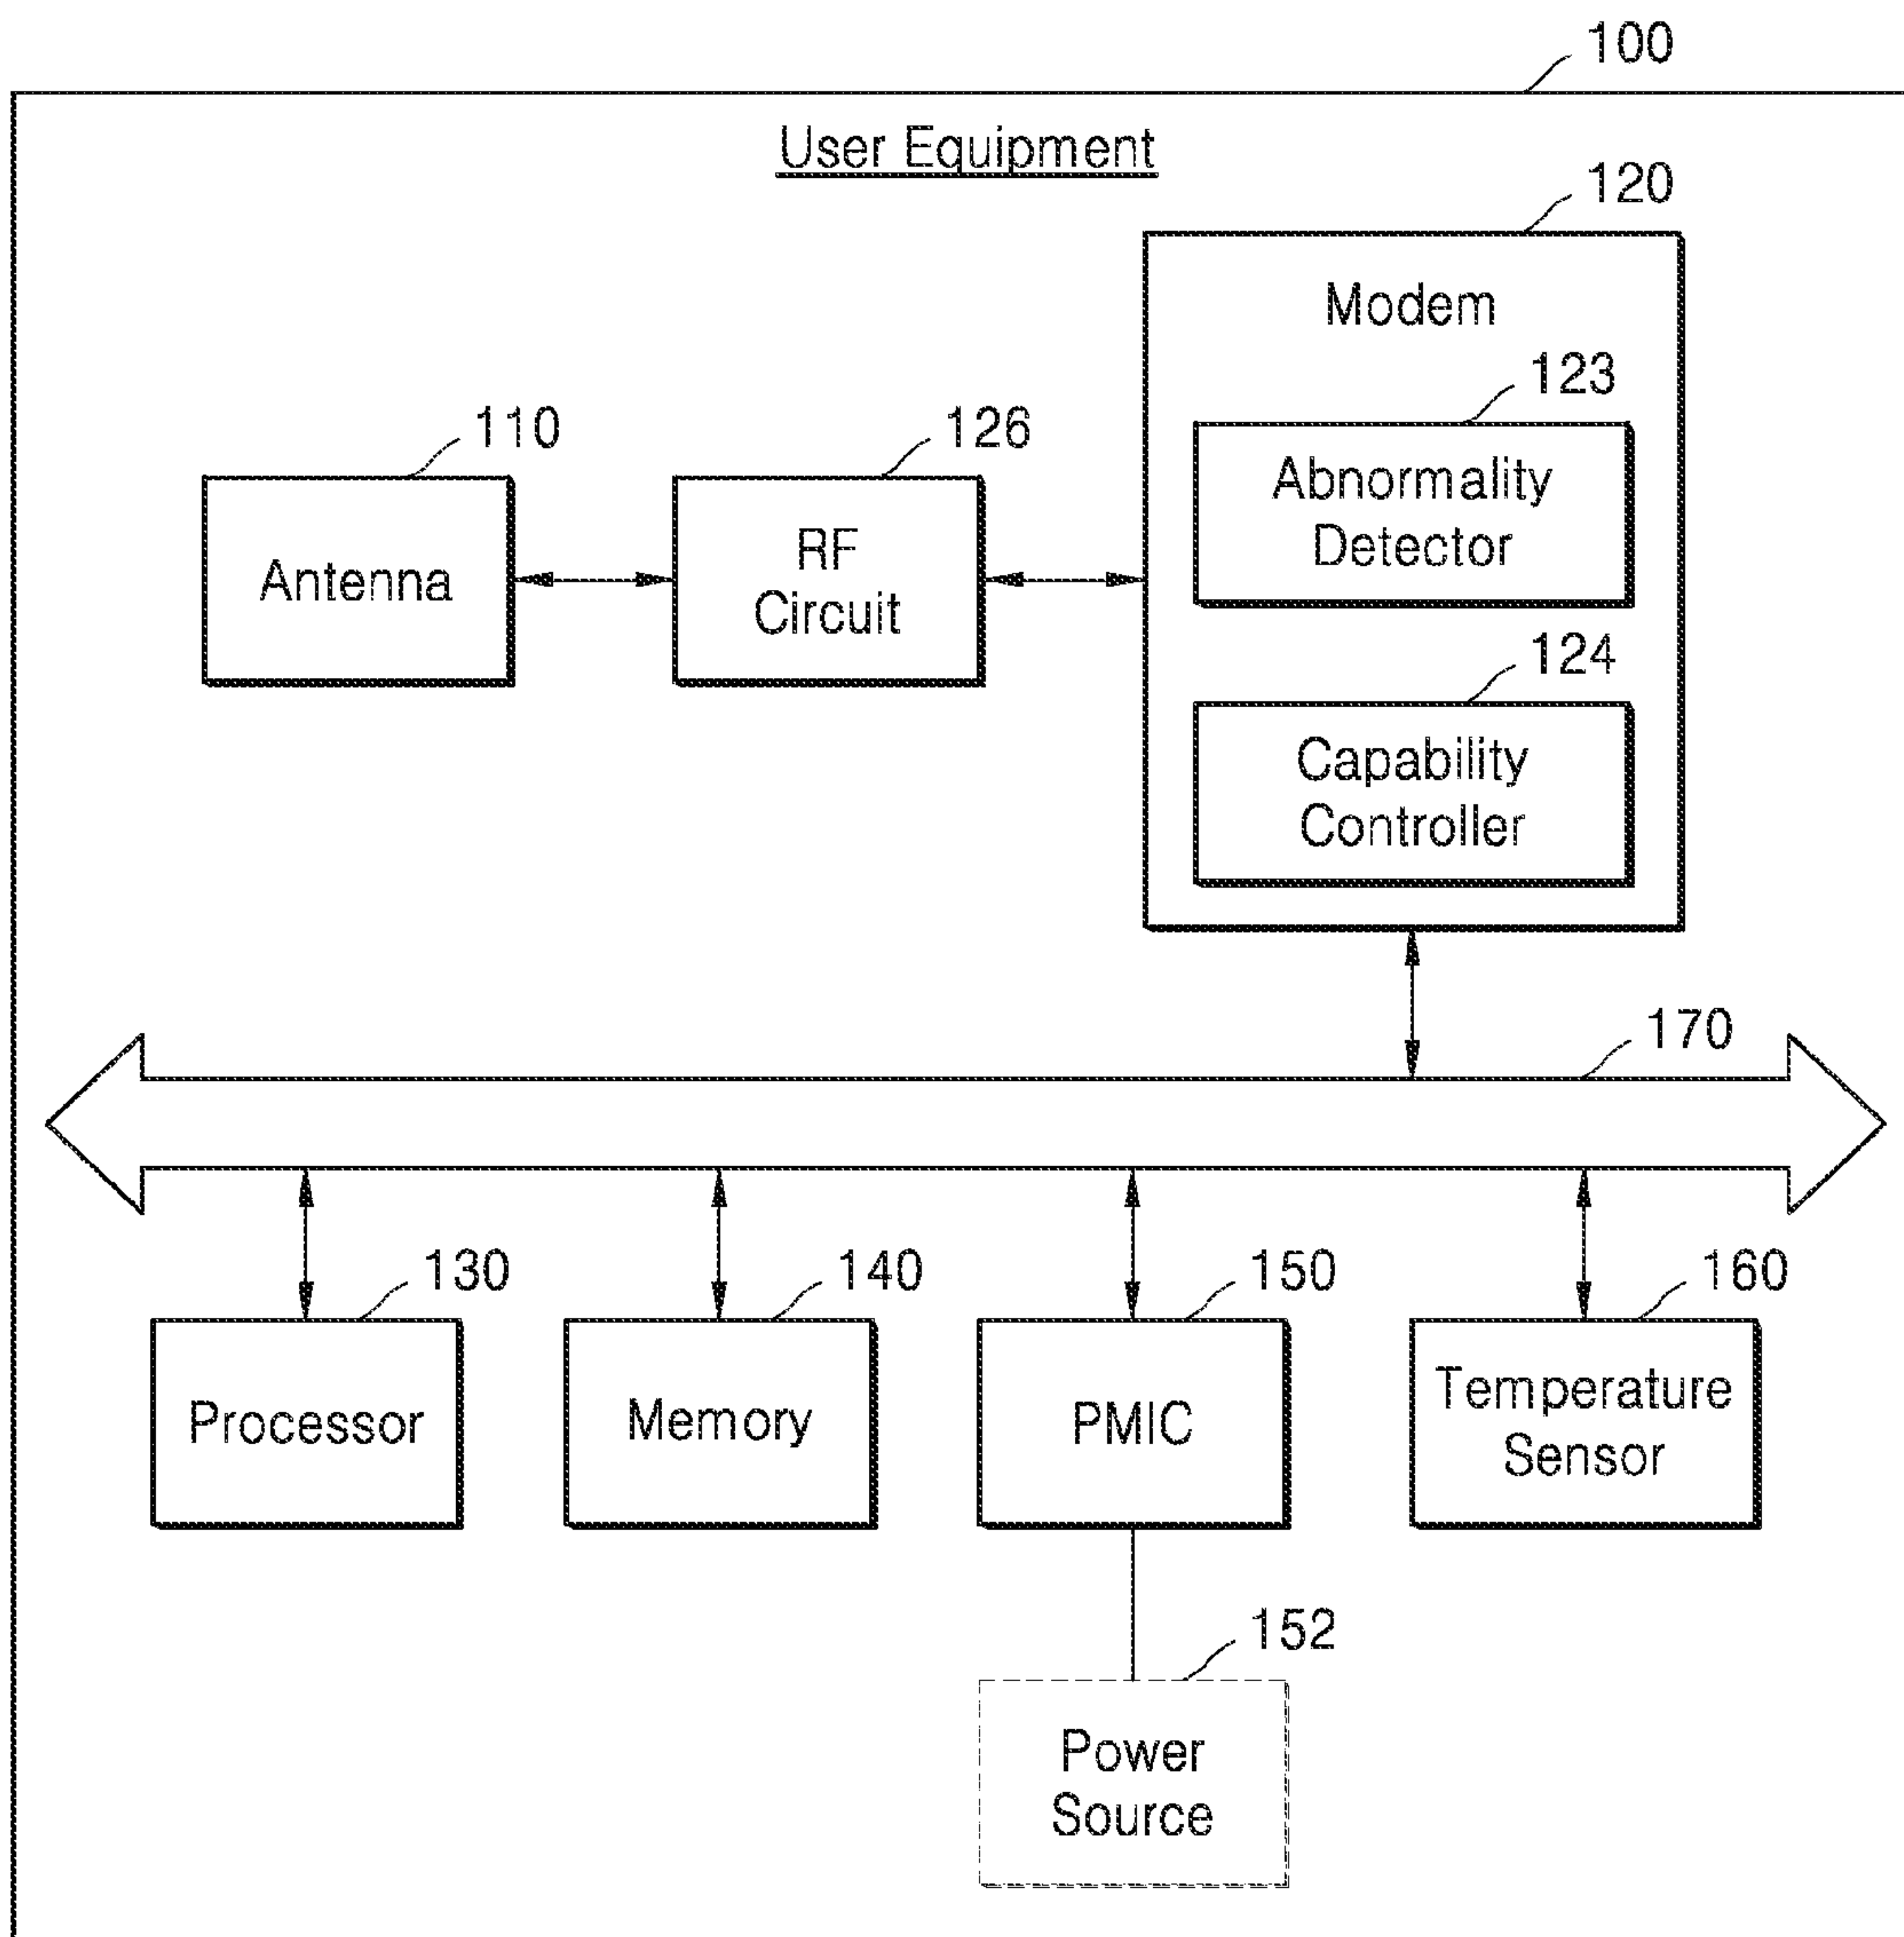 100
User Equipment
120
Modem
123
Abnormality
Detector
110
126
Antenna
RF
Circuit
124
Capability
Controller
170
130
140
150
160
Processor
Memory
PMIC
Temperature
Sensor
152
Power
Source